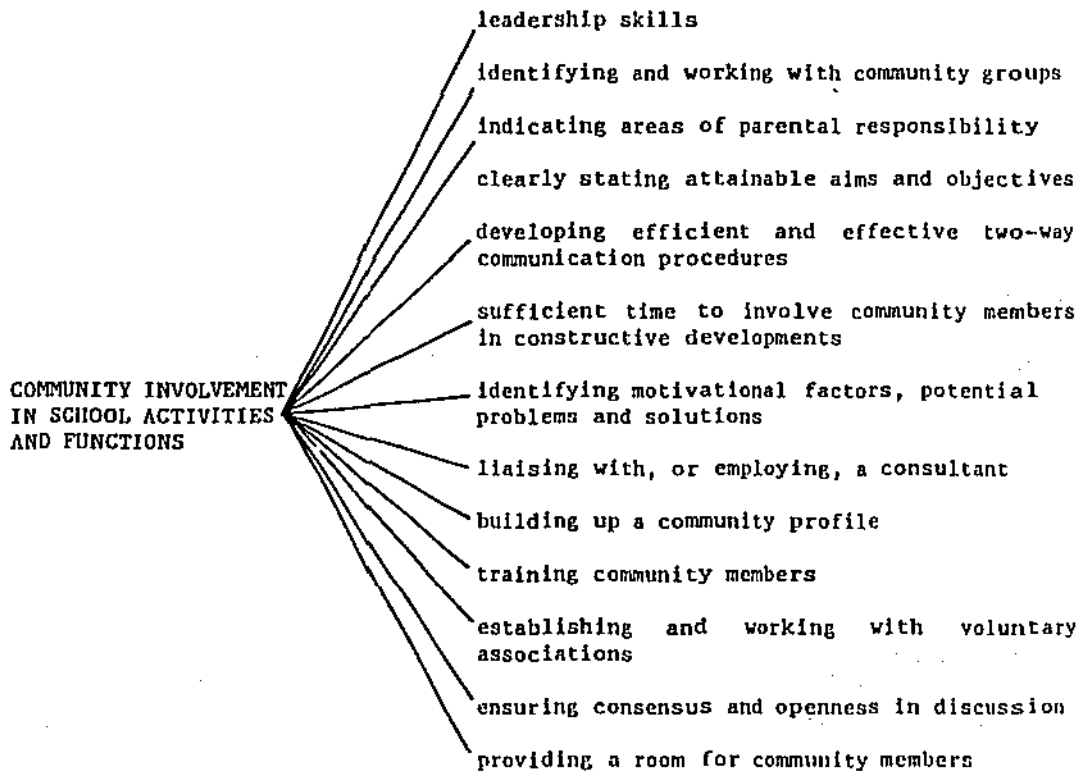 leadership skills
identifying and working with community groups
indicating areas of parental responsibility
clearly stating attainable aims and objectives
developing efficient and effective two-way
communication procedures
sufficient time to involve community members
in constructive developments
COMMUNITY INVOLVEMENT
IN SCHOOL ACTIVITIES
AND FUNCTIONS
identifying motivational factors, potential
problems and solutions
liaising with, or employing, a consultant
building up a community profile
training community members
establishing and working with voluntary
associations
ensuring consensus and openness in discussion
providing a room for community members